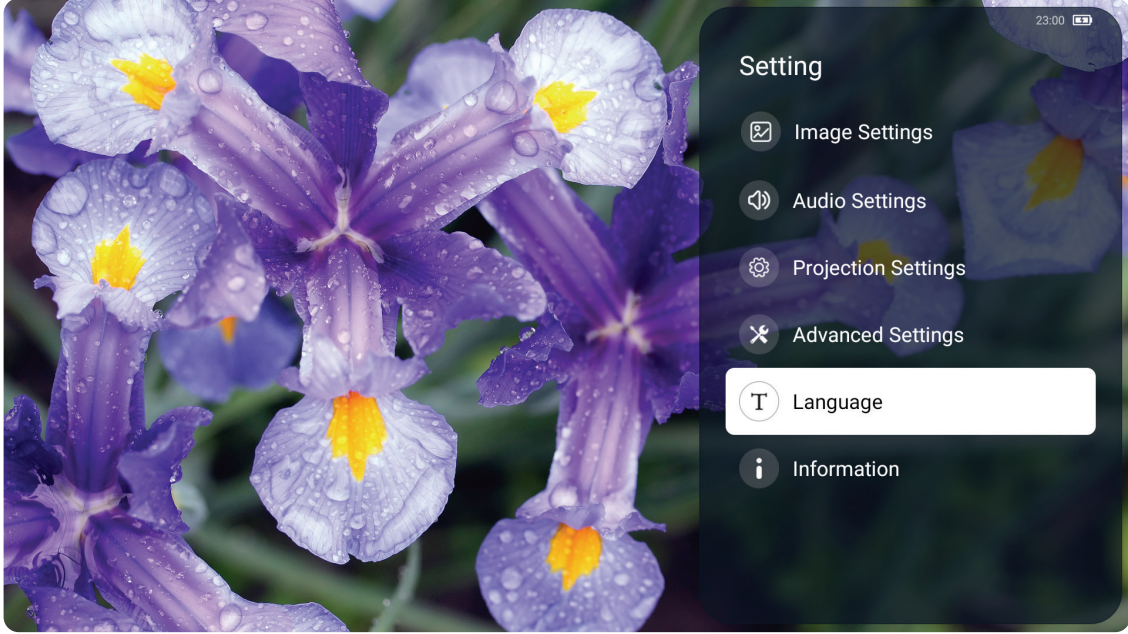 23:00
Setting
Image Settings
Audio Settings
Projection Settings
Advanced Settings
T Language
Information